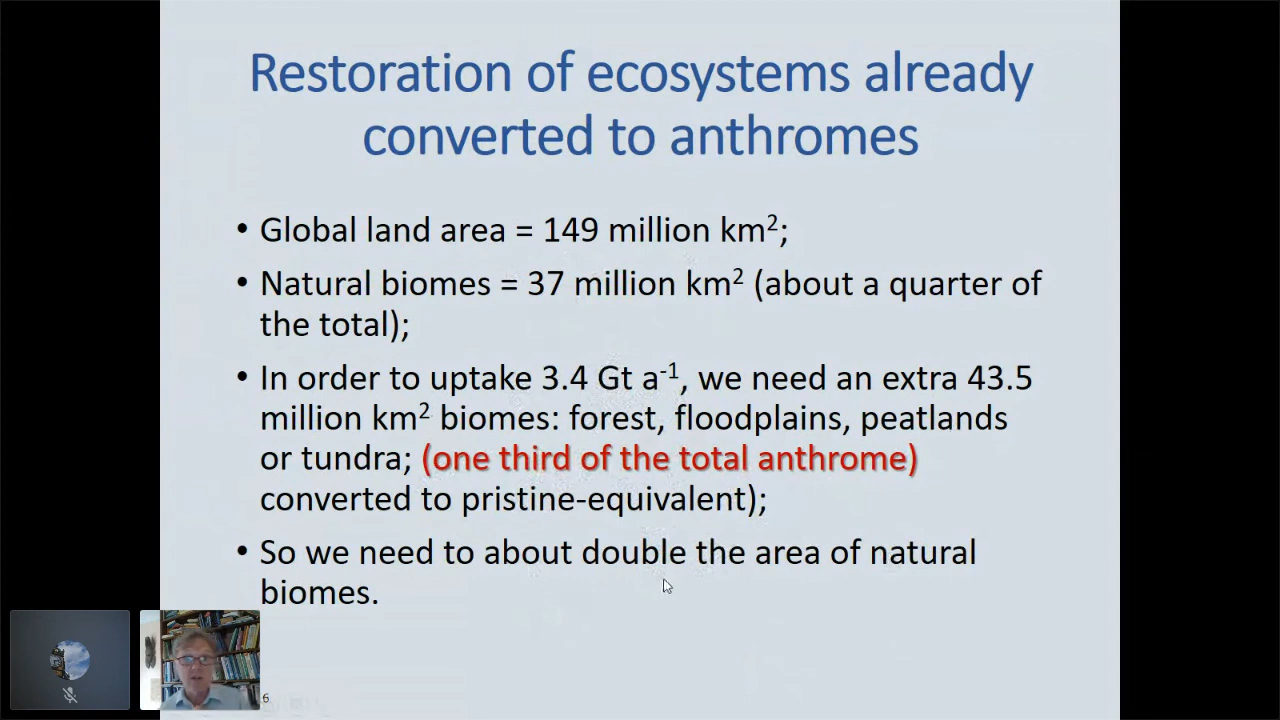 Restoration of ecosystems already
converted to anthromes
• Global land area = 149 million km²;
• Natural biomes = 37 million km² (about a quarter of
the total);
• In order to uptake 3.4 Gt a⁻¹, we need an extra 43.5
million km² biomes: forest, floodplains, peatlands
or tundra; (one third of the total anthrome)
converted to pristine-equivalent);
• So we need to about double the area of natural
biomes.
6